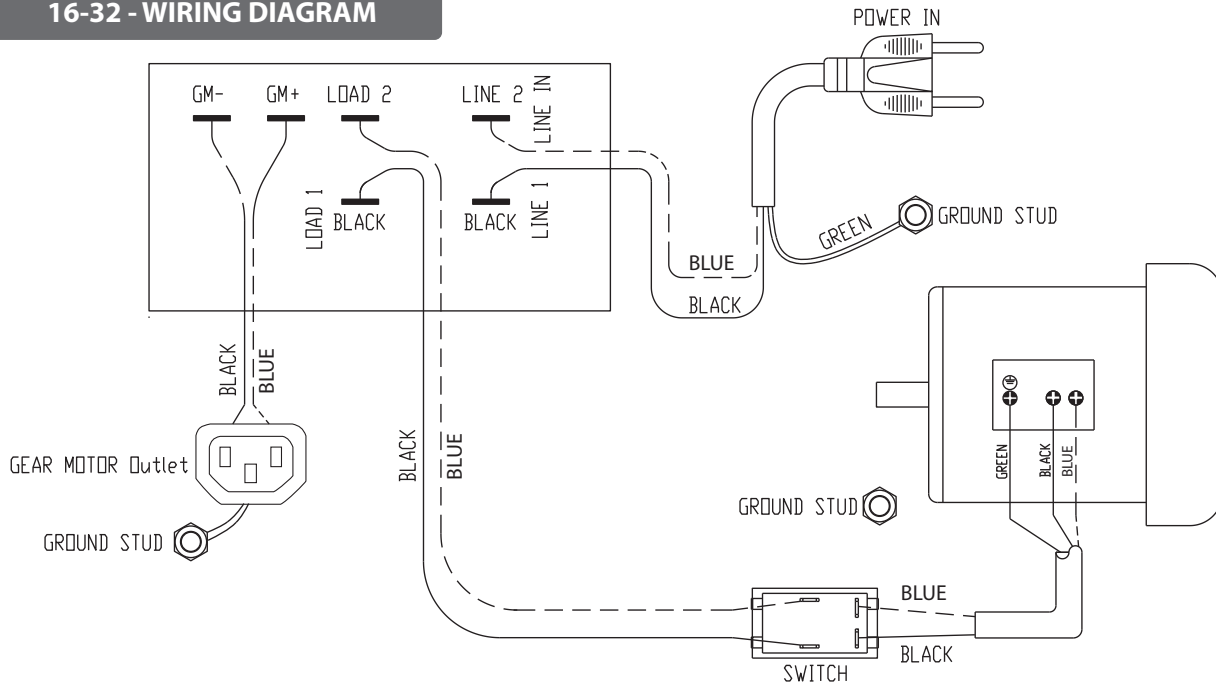 16-32 - WIRING DIAGRAM
POWER IN
GM-
GM+
LOAD 2
LINE 2
LINE IN
LOAD 1
BLACK
BLACK
LINE 1
GREEN
GROUND STUD
BLUE
BLACK
BLACK
BLUE
GEAR MOTOR Outlet
GROUND STUD
BLACK
BLUE
GREEN
BLACK
BLUE
GROUND STUD
BLUE
BLACK
SWITCH